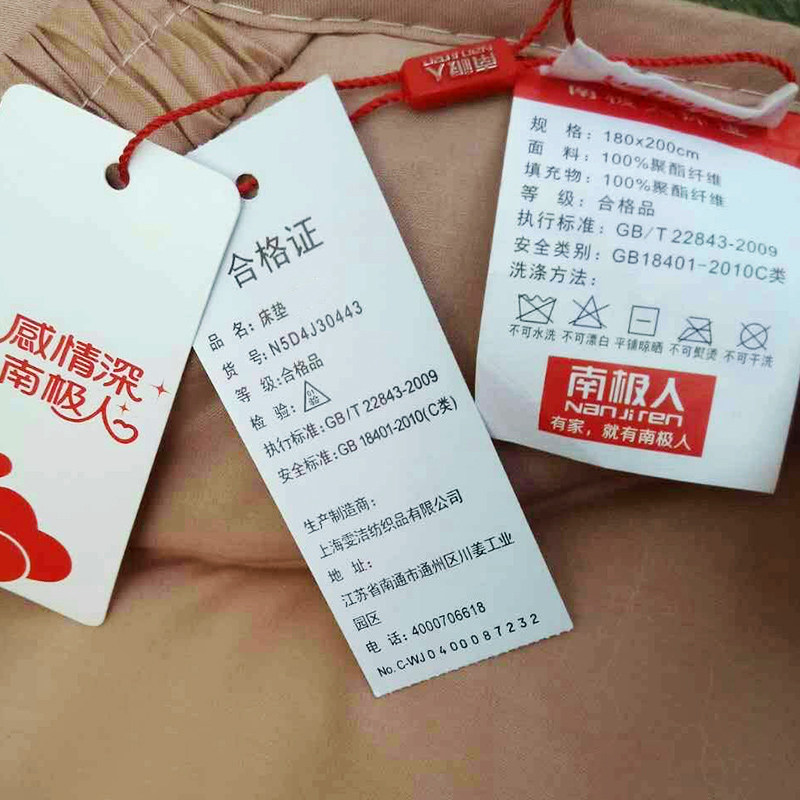 感情深
南极人
合格证
品 名：床垫
货 号：N5D4J30443
等 级：合格品
检 验：
执行标准：GB/T 22843-2009
安全标准：GB 18401-2010(C类)
生产制造商：
上海雯洁纺织品有限公司
地 址：
江苏省南通市通州区川姜工业
园区
电 话：4000706618
No. C-WJ0400087232
南极人
规 格：180x200cm
面 料：100%聚酯纤维
填充物：100%聚酯纤维
等 级：合格品
执行标准：GB/T 22843-2009
安全类别：GB18401-2010C类
洗涤方法：
不可水洗 不可漂白 平铺晾晒 不可熨烫 不可干洗
南极人
Nanjiren
有家，就有南极人